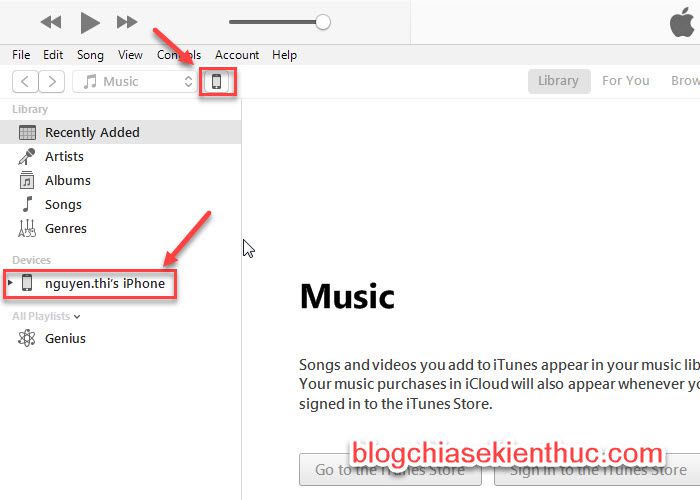 File Edit Song View Controls Account Help
Music Library For You Brow
Library
Recently Added
Artists
Albums
Songs
Genres
Devices
nguyen.thi's iPhone
All Playlists
Genius
Music
Songs and videos you add to iTunes appear in your music lib
Your music purchases in iCloud will also appear whenever yo
signed in to the iTunes Store.
blogchiasekienthuc.com
Go to the iTunes Store Sign in to the iTunes Store